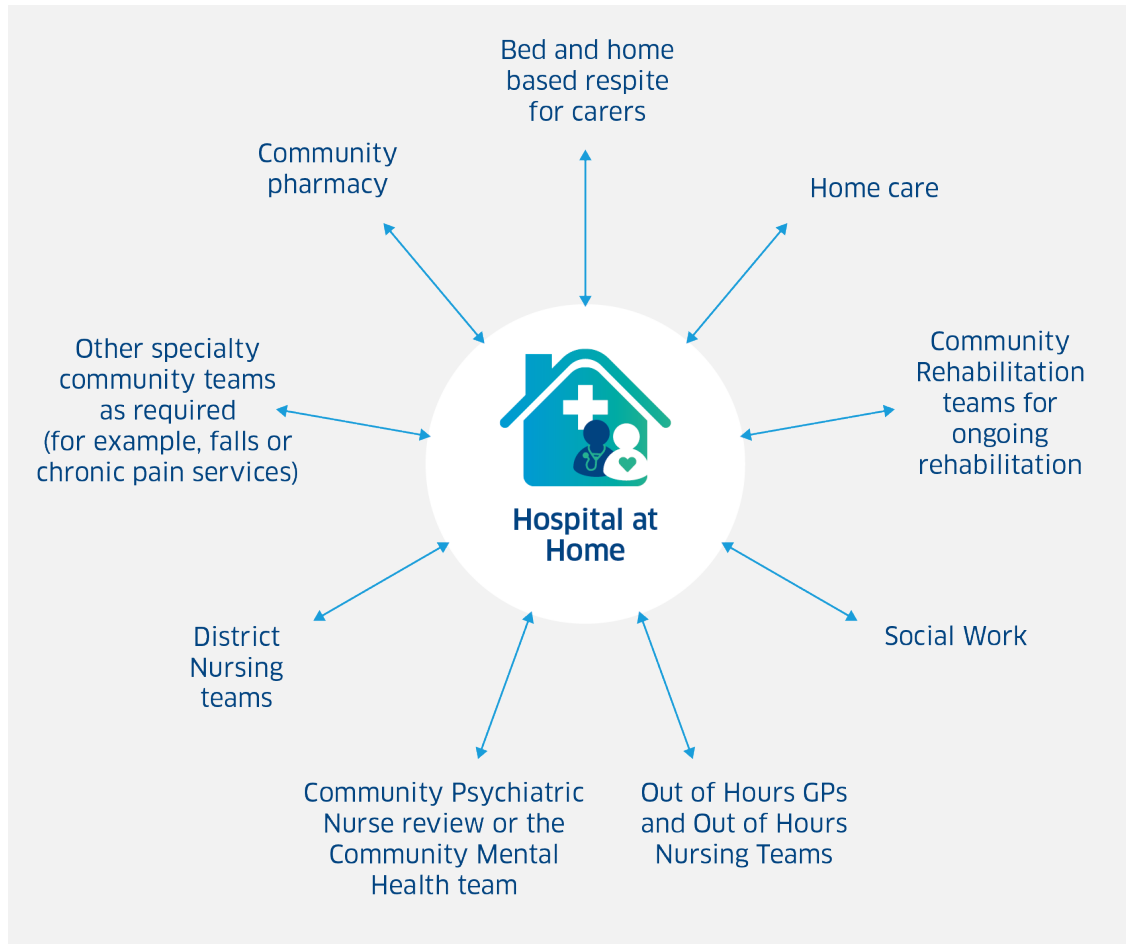 Bed and home
based respite
for carers
Community
pharmacy
Home care
Other specialty
community teams
as required
(for example, falls or
chronic pain services)
Community
Rehabilitation
teams for
ongoing
rehabilitation
Hospital at
Home
District
Nursing
teams
Social Work
Community Psychiatric
Nurse review or the
Community Mental
Health team
Out of Hours GPs
and Out of Hours
Nursing Teams